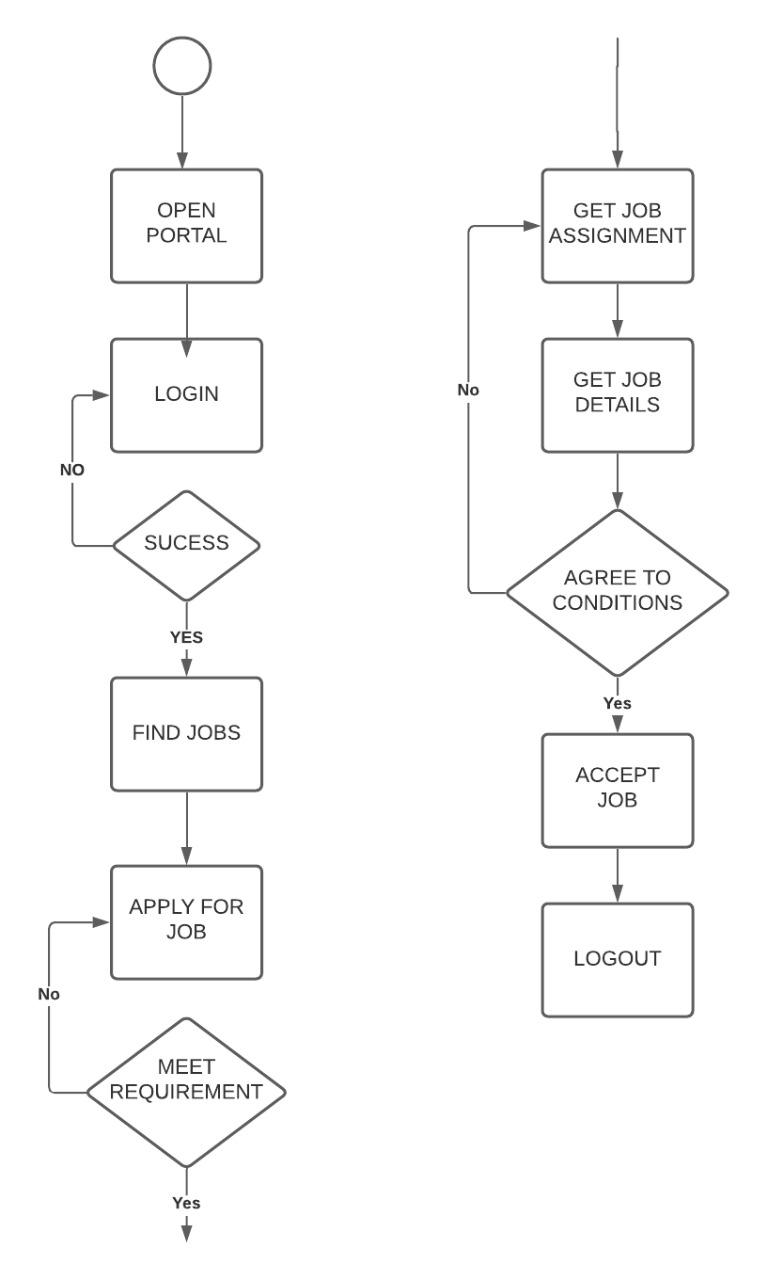 OPEN
PORTAL
LOGIN
NO
SUCESS
YES
FIND JOBS
APPLY FOR
JOB
No
MEET
REQUIREMENT
Yes
GET JOB
ASSIGNMENT
GET JOB
DETAILS
No
AGREE TO
CONDITIONS
Yes
ACCEPT
JOB
LOGOUT